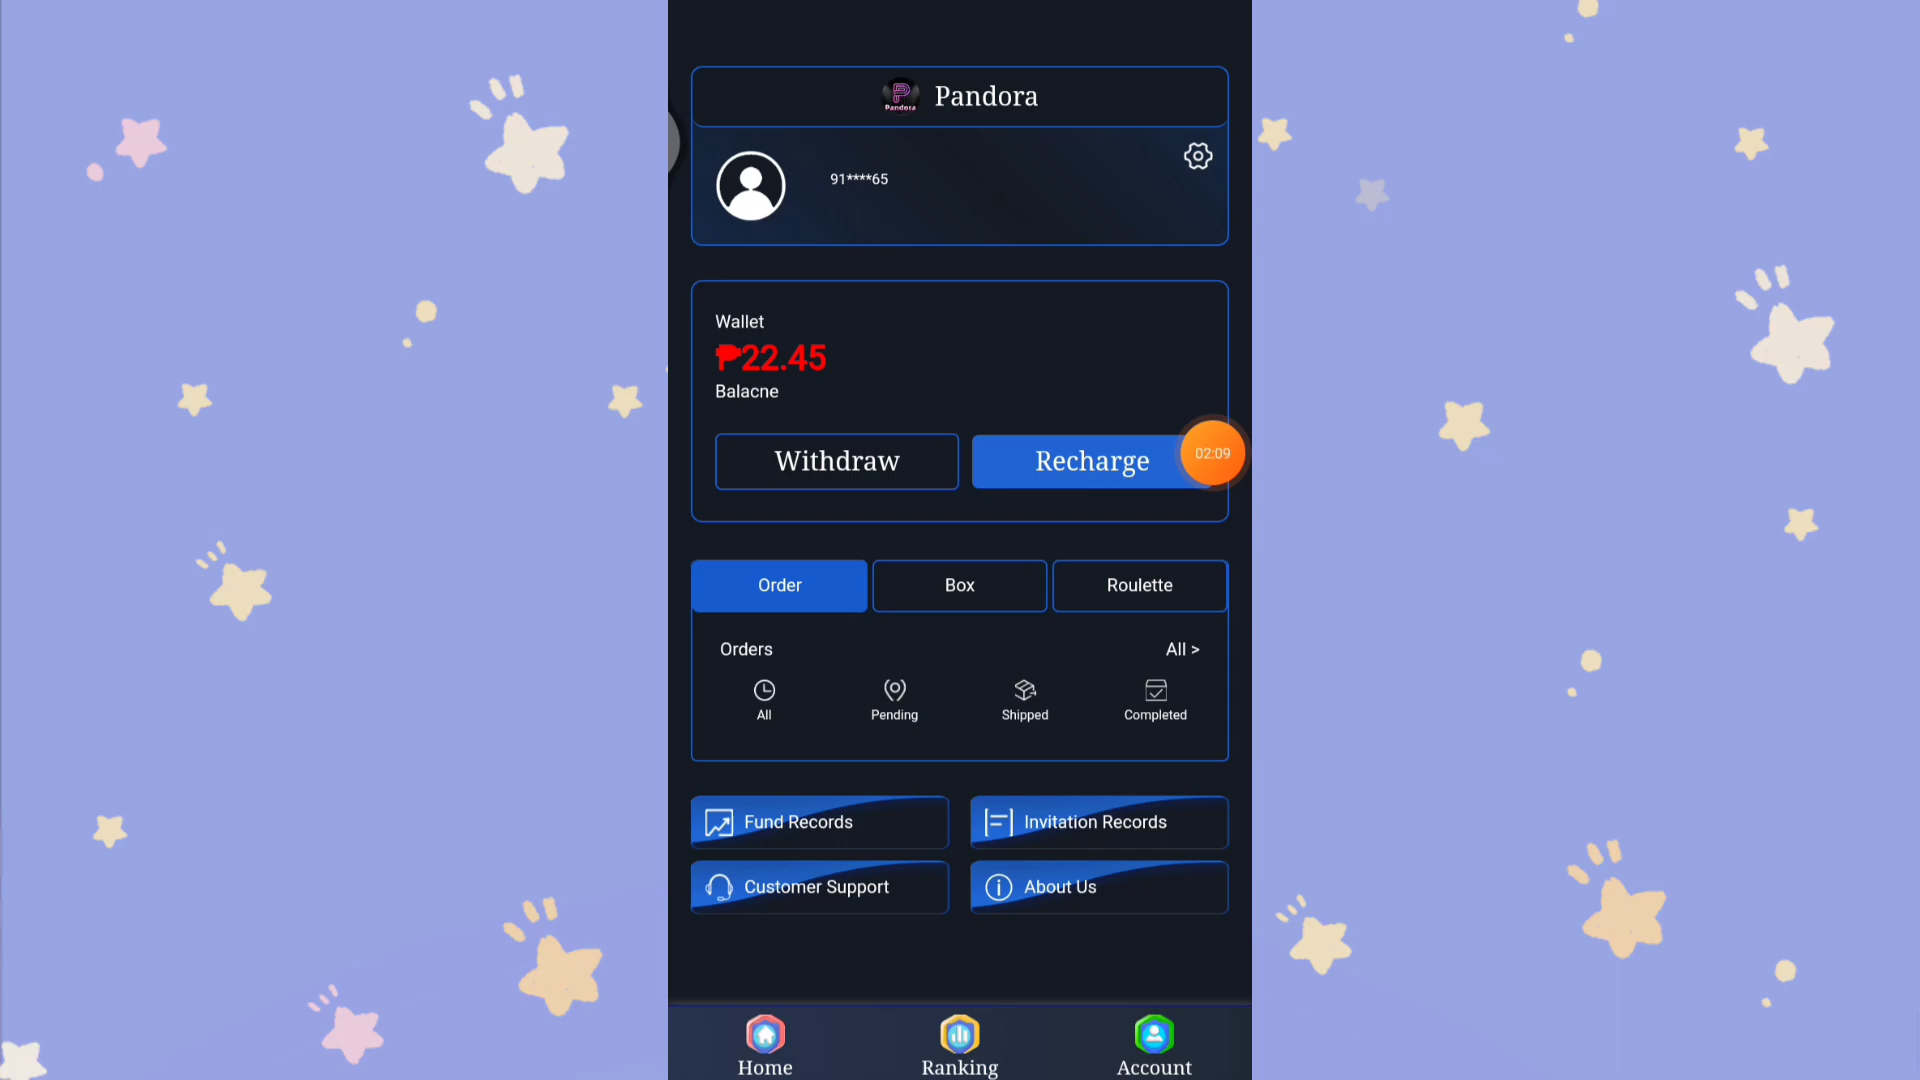 Pandora
Pandora
91****65
Wallet
₱22.45
Balacne
Withdraw
Recharge
02:09
Order
Box
Roulette
Orders
All >
All
Pending
Shipped
Completed
Fund Records
Invitation Records
Customer Support
About Us
Home
Ranking
Account